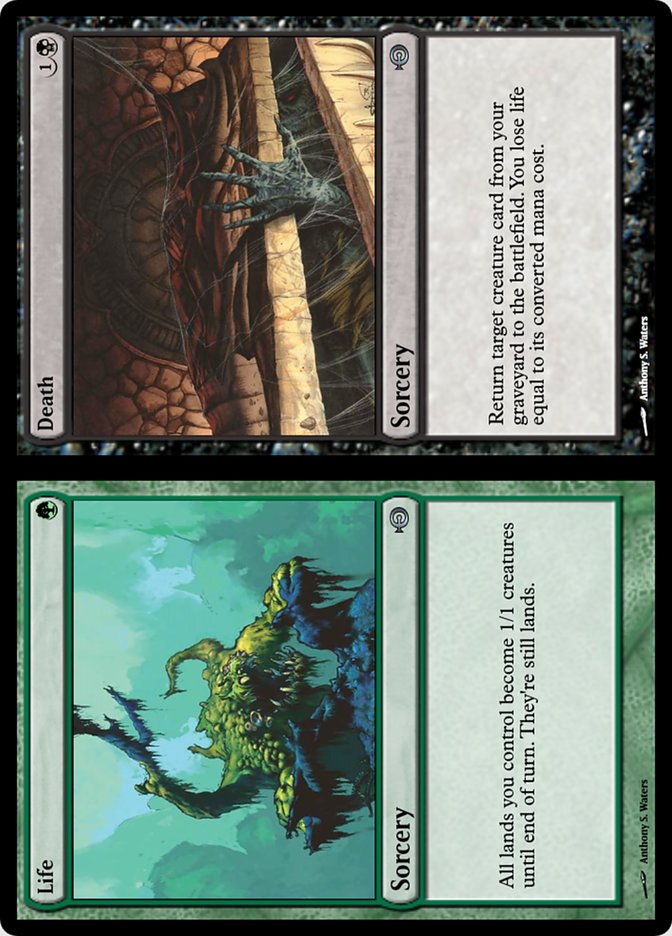 Life
Sorcery
All lands you control become 1/1 creatures
until end of turn. They're still lands.
Anthony S. Waters
Death
1
Sorcery
Return target creature card from your
graveyard to the battlefield. You lose life
equal to its converted mana cost.
Anthony S. Waters